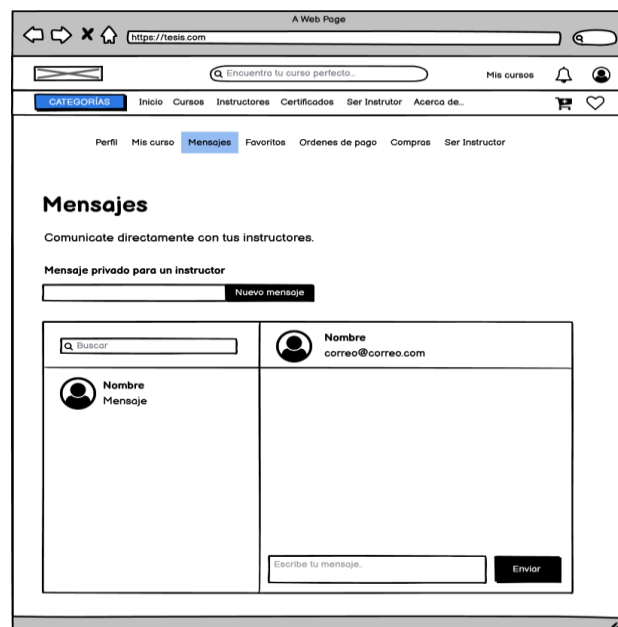 A Web Page
https://tesis.com
Encuentra tu curso perfecto...
Mis cursos
CATEGORÍAS Inicio Cursos Instructores Certificados Ser Instrutor Acerca de...
Perfil Mis curso Mensajes Favoritos Ordenes de pago Compras Ser Instructor
Mensajes
Comunicate directamente con tus instructores.
Mensaje privado para un instructor
Nuevo mensaje
Buscar
Nombre
correo@correo.com
Nombre
Mensaje
Escribe tu mensaje..
Enviar